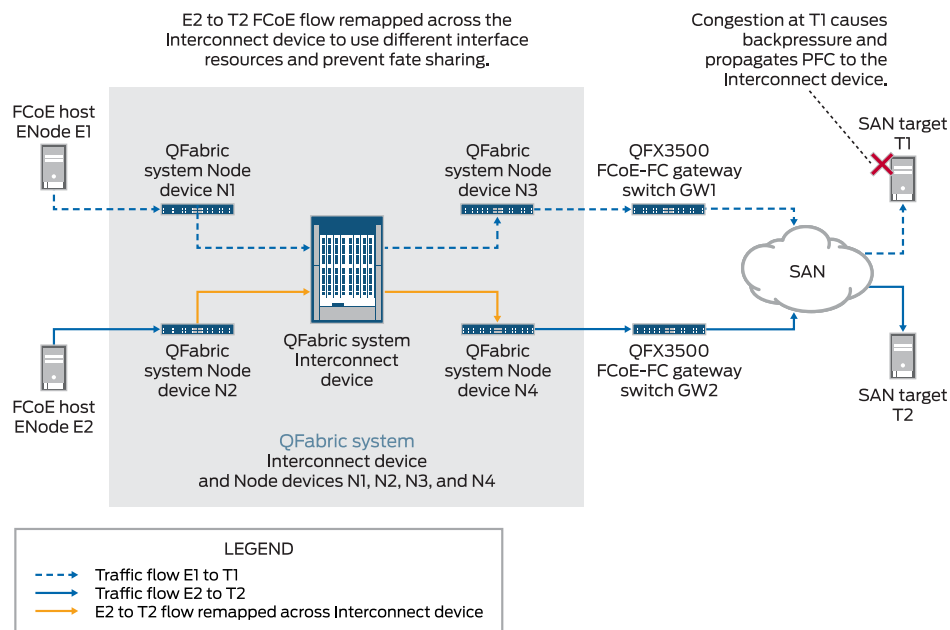 E2 to T2 FCoE flow remapped across the
Interconnect device to use different interface
resources and prevent fate sharing.
Congestion at T1 causes
backpressure and
propagates PFC to the
Interconnect device.
FCoE host
ENode E1
QFabric
system Node
device N1
QFabric
system Node
device N3
QFX3500
FCoE-FC gateway
switch GW1
SAN target
T1
SAN
QFabric system
Interconnect
device
QFabric
system Node
device N2
QFabric
system Node
device N4
QFX3500
FCoE-FC gateway
switch GW2
FCoE host
ENode E2
SAN target
T2
QFabric system
Interconnect device
and Node devices N1, N2, N3, and N4
LEGEND
Traffic flow E1 to T1
Traffic flow E2 to T2
E2 to T2 flow remapped across Interconnect device